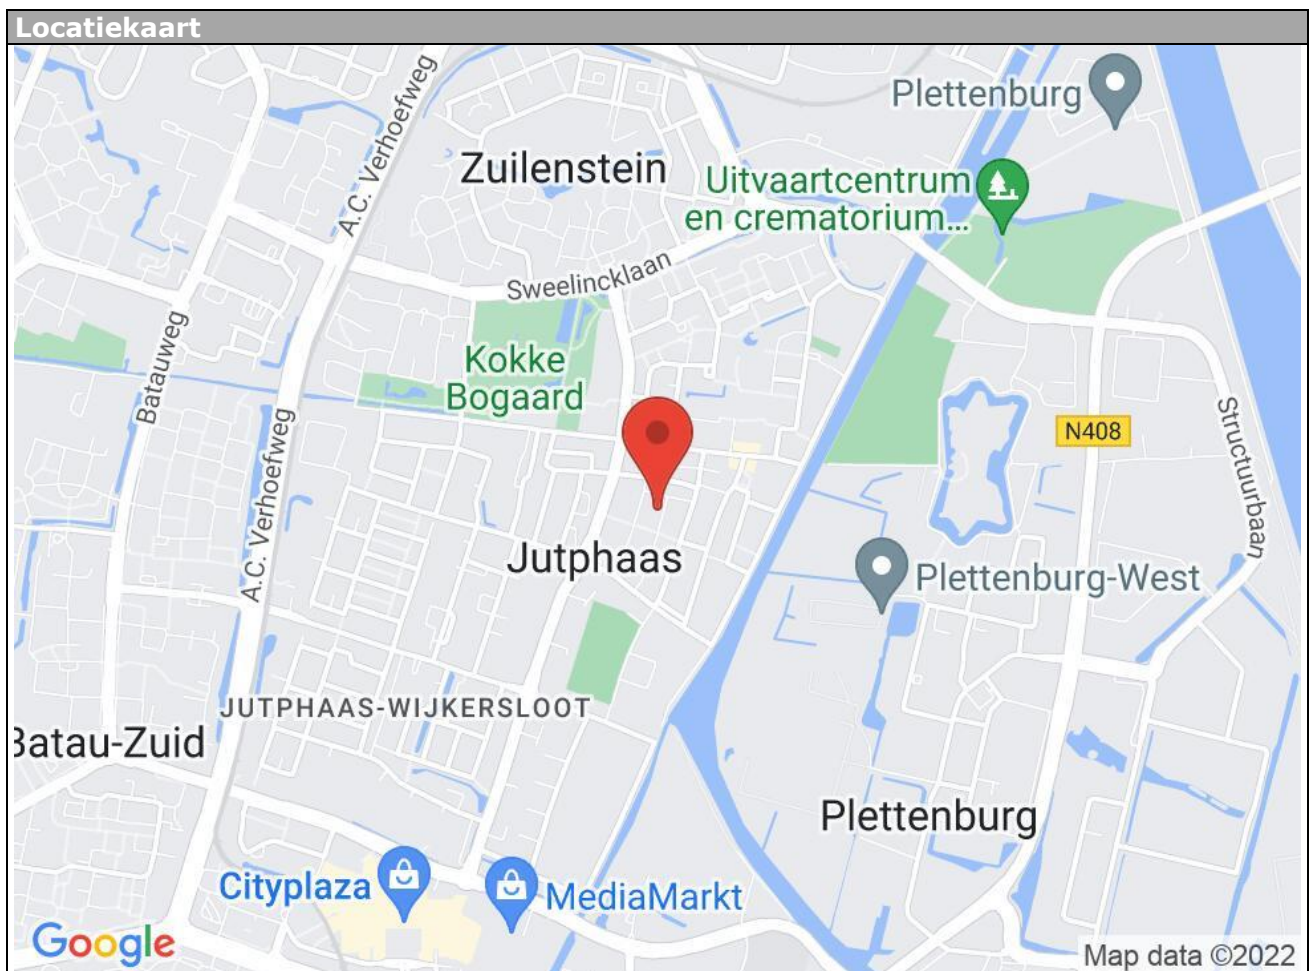 Locatiekaart
Plettenburg
A.C. Verhoefweg
Zuilenstein
Uitvaartcentrum
en crematorium...
Sweelincklaan
Batauweg
Kokke
Bogaard
N408
Structuurbaan
A.C. Verhoefweg
Jutphaas
Plettenburg-West
JUTPHAAS-WIJKERSLOOT
Batau-Zuid
Plettenburg
Cityplaza
MediaMarkt
Google
Map data ©2022